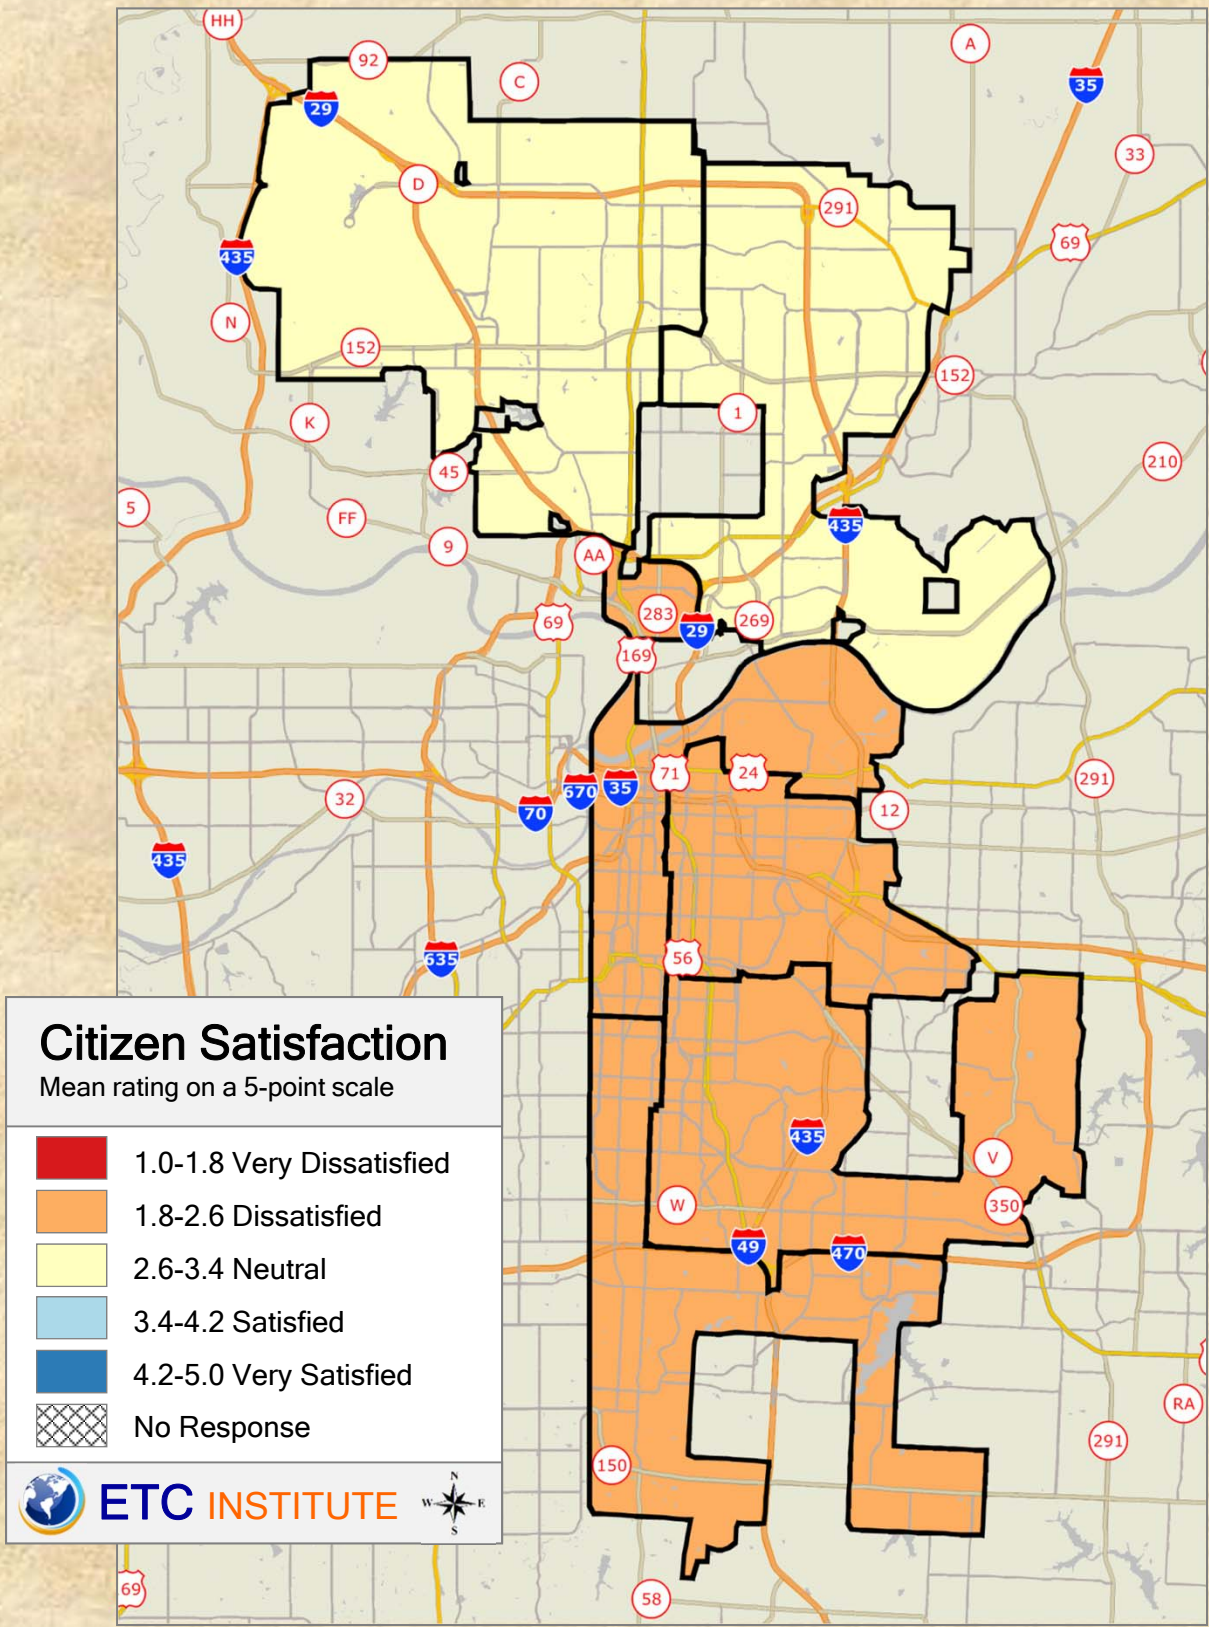 HH
92
C
A
29
35
33
D
291
69
435
N
152
152
1
K
45
210
5
FF
435
9
AA
283
69
29
269
169
71
24
670
35
291
32
70
12
435
56
635
Citizen Satisfaction
Mean rating on a 5-point scale
1.0-1.8 Very Dissatisfied
1.8-2.6 Dissatisfied
2.6-3.4 Neutral
3.4-4.2 Satisfied
4.2-5.0 Very Satisfied
No Response
ETC INSTITUTE
N
W
E
S
435
V
W
350
49
470
RA
291
150
69
58